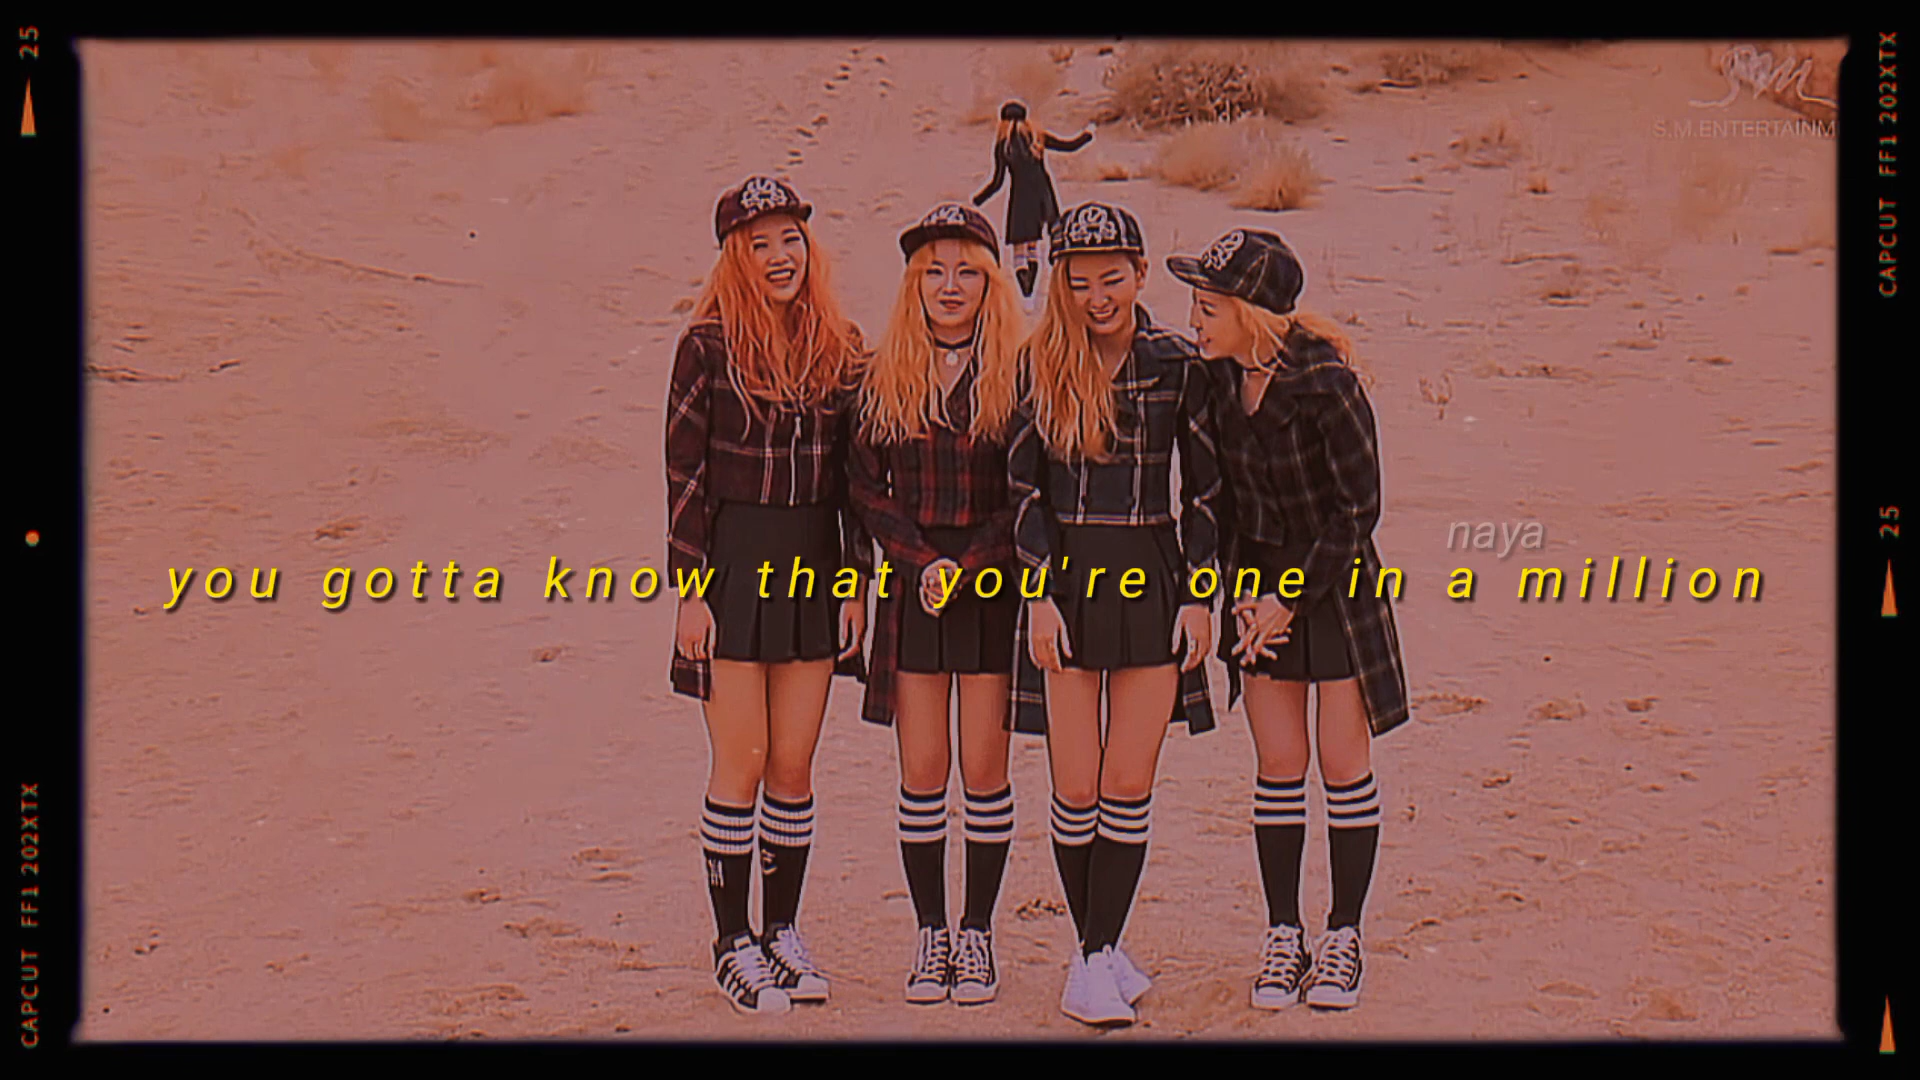 25
CAPCUT FF1 202XTX
S.M.ENTERTAINM
naya
you gotta know that you're one in a million
25
CAPCUT FF1 202XTX